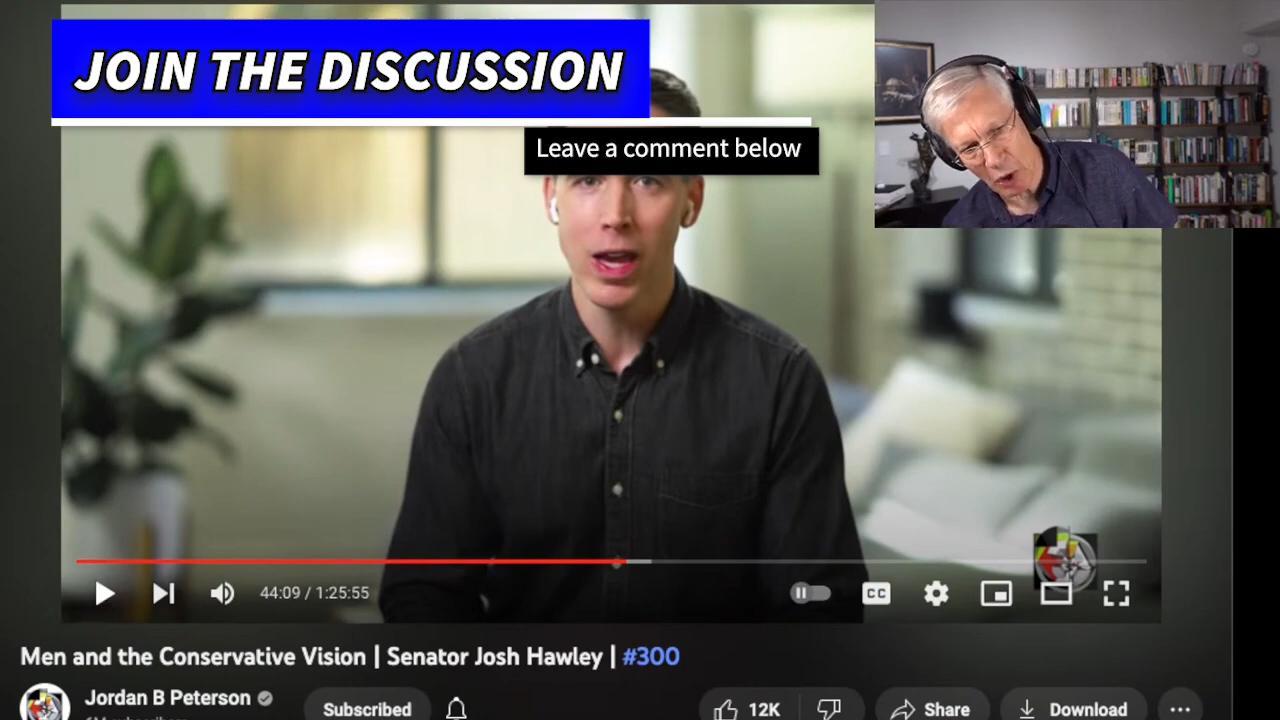 JOIN THE DISCUSSION
Leave a comment below
44:09 / 1:25:55
CC
Men and the Conservative Vision | Senator Josh Hawley | #300
Jordan B Peterson
Subscribed
12K
Share
Download